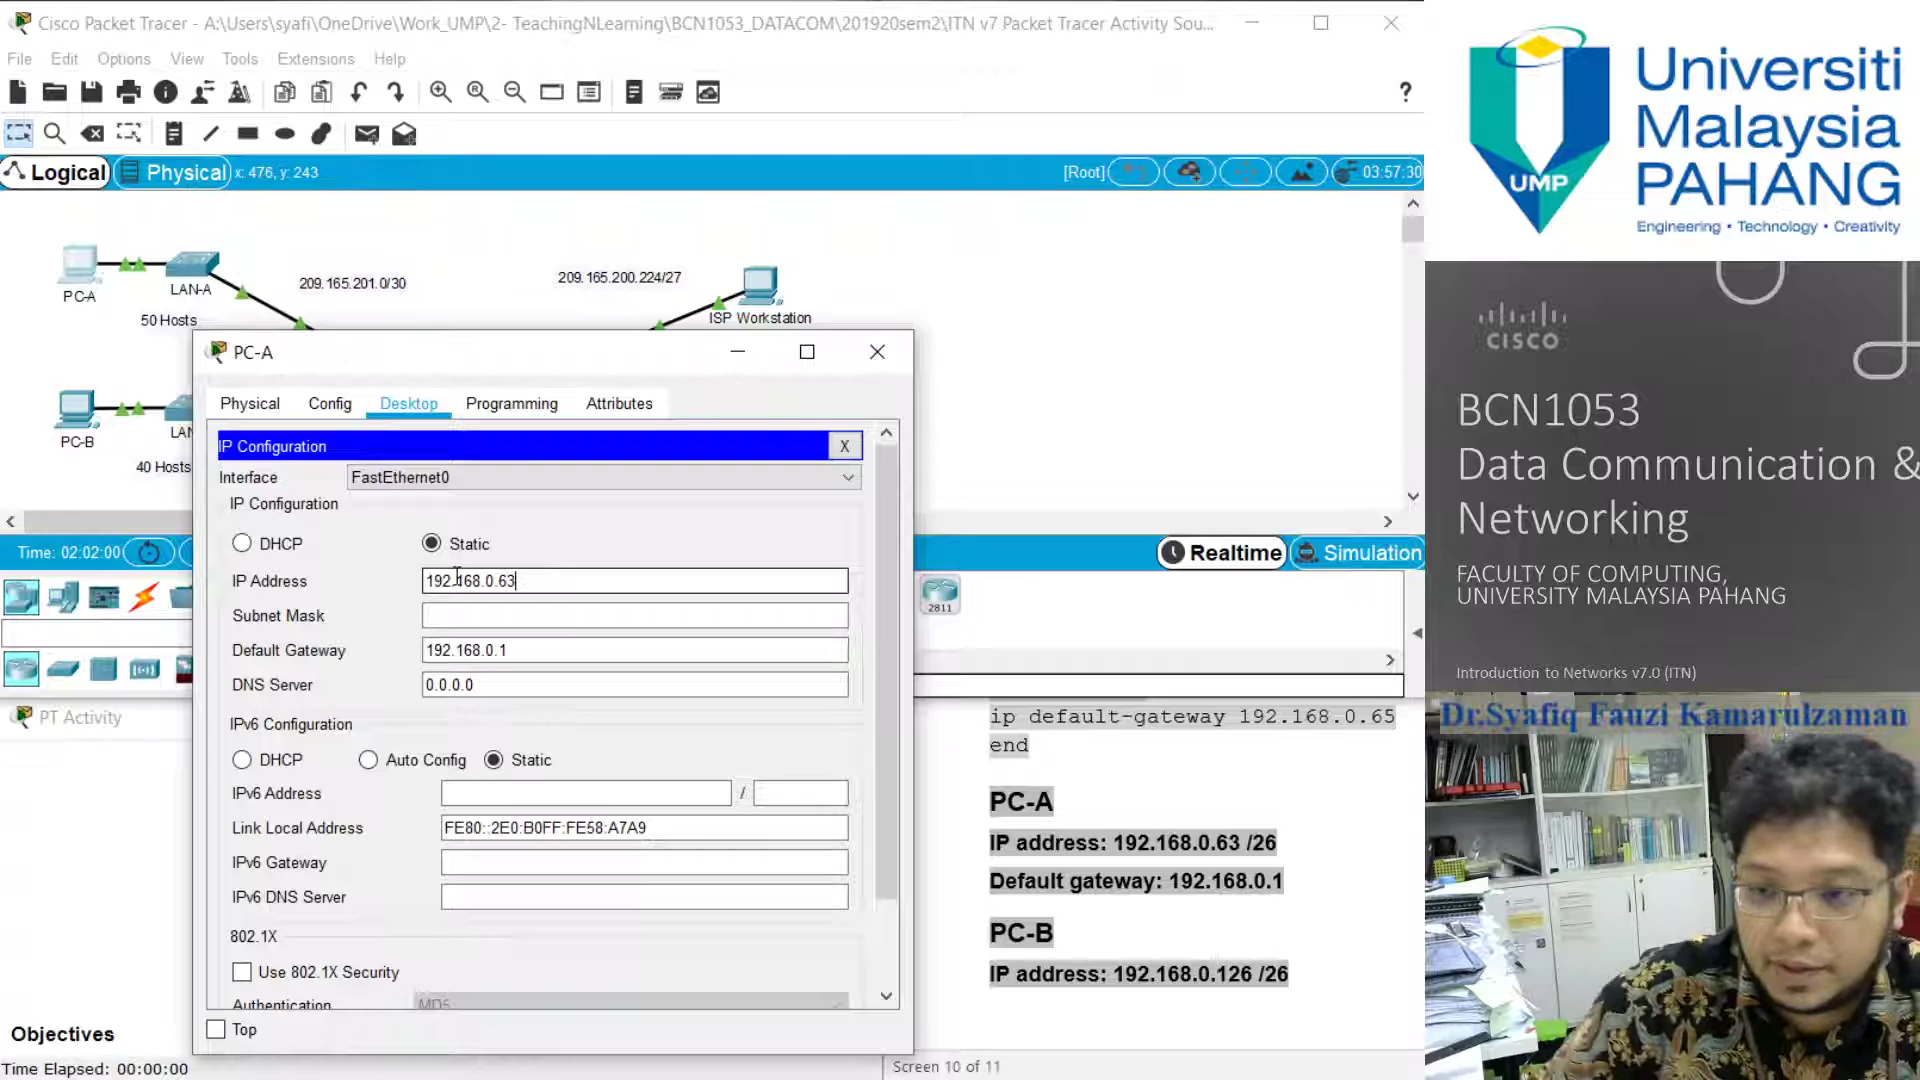 Cisco Packet Tracer - A:\Users\syafi\OneDrive\Work_UMP\2- TeachingNLearning\BCN1053_DATACOM\201920sem2\ITN v7 Packet Tracer Activity Sou...
File Edit Options View Tools Extensions Help
?
Logical Physical x: 476, y: 243 [Root] 03:57:30
209.165.201.0/30 209.165.200.224/27
PC-A LAN-A
50 Hosts ISP Workstation
PC-B LAN
40 Hosts
PC-A
Physical Config Desktop Programming Attributes
IP Configuration X
Interface FastEthernet0
IP Configuration
DHCP Static
IP Address 192.168.0.63
Subnet Mask
Default Gateway 192.168.0.1
DNS Server 0.0.0.0
IPv6 Configuration
DHCP Auto Config Static
IPv6 Address /
Link Local Address FE80::2E0:B0FF:FE58:A7A9
IPv6 Gateway
IPv6 DNS Server
802.1X
Use 802.1X Security
Authentication MD5
Top
Time: 02:02:00 Realtime Simulation
2811
PT Activity
Objectives
Time Elapsed: 00:00:00
ip default-gateway 192.168.0.65
end
PC-A
IP address: 192.168.0.63 /26
Default gateway: 192.168.0.1
PC-B
IP address: 192.168.0.126 /26
Screen 10 of 11
UMP
Universiti
Malaysia
PAHANG
Engineering • Technology • Creativity
CISCO
BCN1053
Data Communication &
Networking
FACULTY OF COMPUTING,
UNIVERSITY MALAYSIA PAHANG
Introduction to Networks v7.0 (ITN)
Dr.Syafiq Fauzi Kamarulzaman